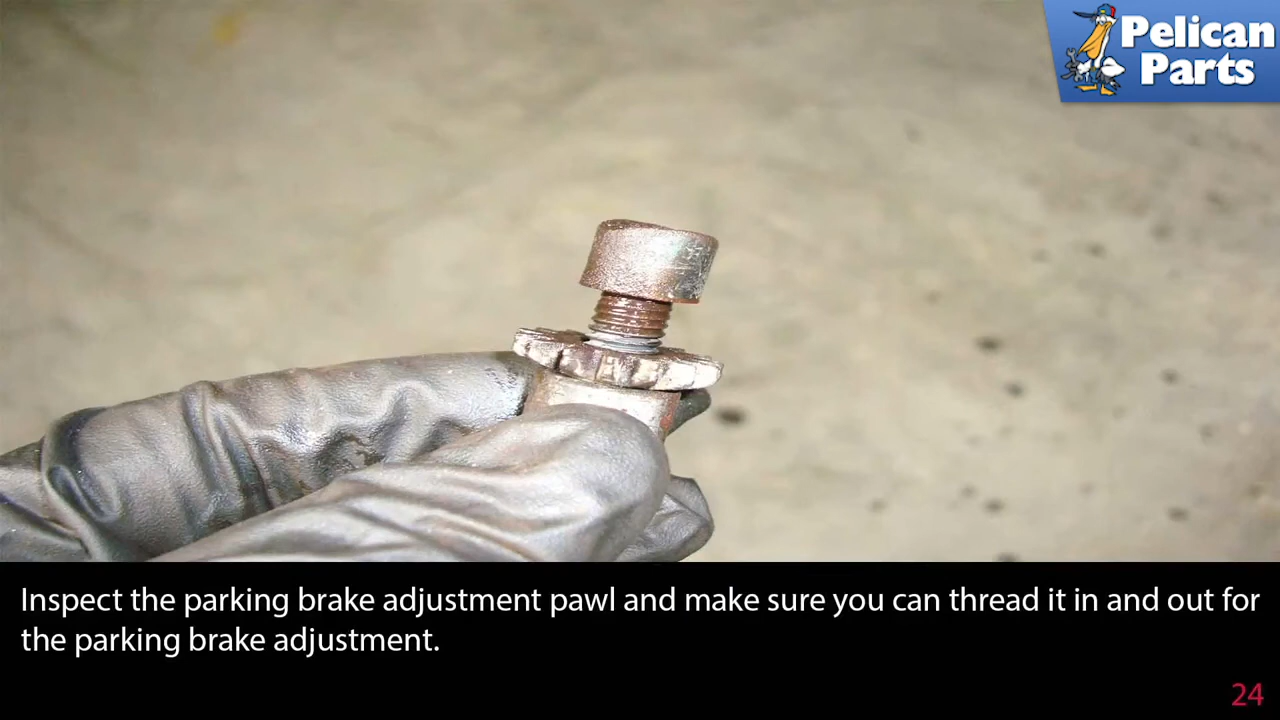 Pelican
Parts
Inspect the parking brake adjustment pawl and make sure you can thread it in and out for
the parking brake adjustment.
24